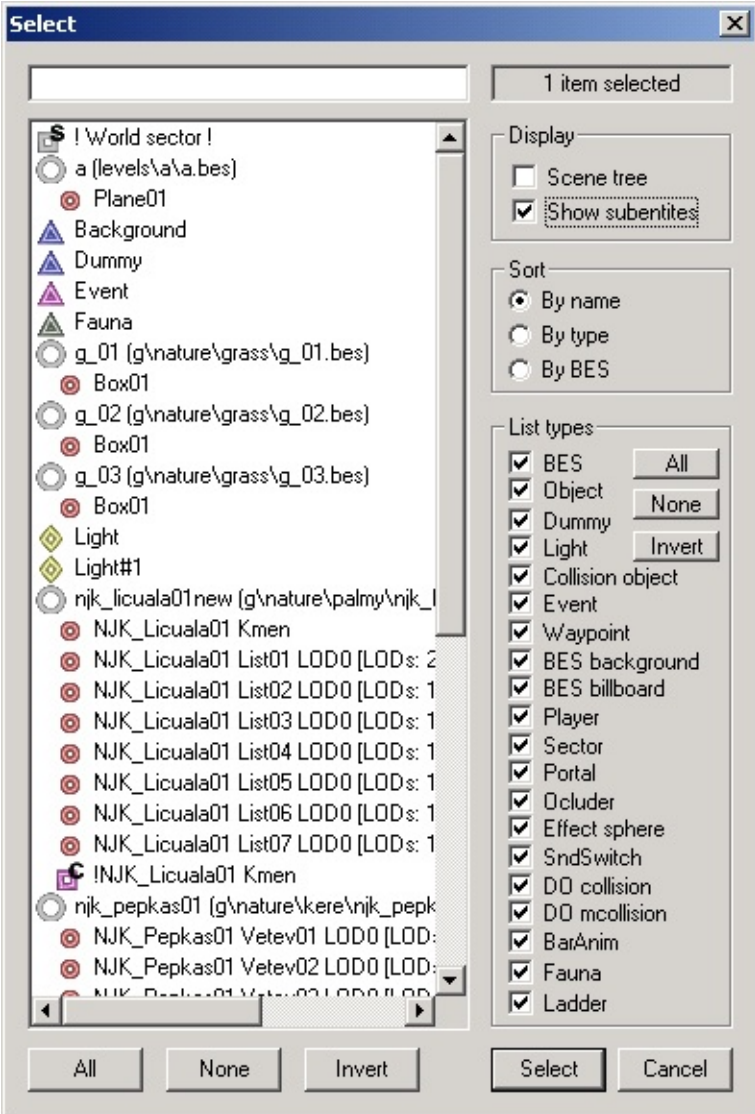 Select
1 item selected
! World sector !
a (levels\a\a.bes)
Plane01
Background
Dummy
Event
Fauna
g_01 (g\nature\grass\g_01.bes)
Box01
g_02 (g\nature\grass\g_02.bes)
Box01
g_03 (g\nature\grass\g_03.bes)
Box01
Light
Light#1
njk_licuala01new (g\nature\palmy\njk_l
NJK_Licuala01 Kmen
NJK_Licuala01 List01 LOD0 [LODs: 2
NJK_Licuala01 List02 LOD0 [LODs: 1
NJK_Licuala01 List03 LOD0 [LODs: 1
NJK_Licuala01 List04 LOD0 [LODs: 1
NJK_Licuala01 List05 LOD0 [LODs: 1
NJK_Licuala01 List06 LOD0 [LODs: 1
NJK_Licuala01 List07 LOD0 [LODs: 1
!NJK_Licuala01 Kmen
njk_pepkas01 (g\nature\kere\njk_pepk
NJK_Pepkas01 Vetev01 LOD0 [LOD
NJK_Pepkas01 Vetev02 LOD0 [LOD
Display
Scene tree
Show subentites
Sort
By name
By type
By BES
List types
BES
Object
Dummy
Light
Collision object
Event
Waypoint
BES background
BES billboard
Player
Sector
Portal
Ocluder
Effect sphere
SndSwitch
DO collision
DO mcollision
BarAnim
Fauna
Ladder
All
None
Invert
All
None
Invert
Select
Cancel